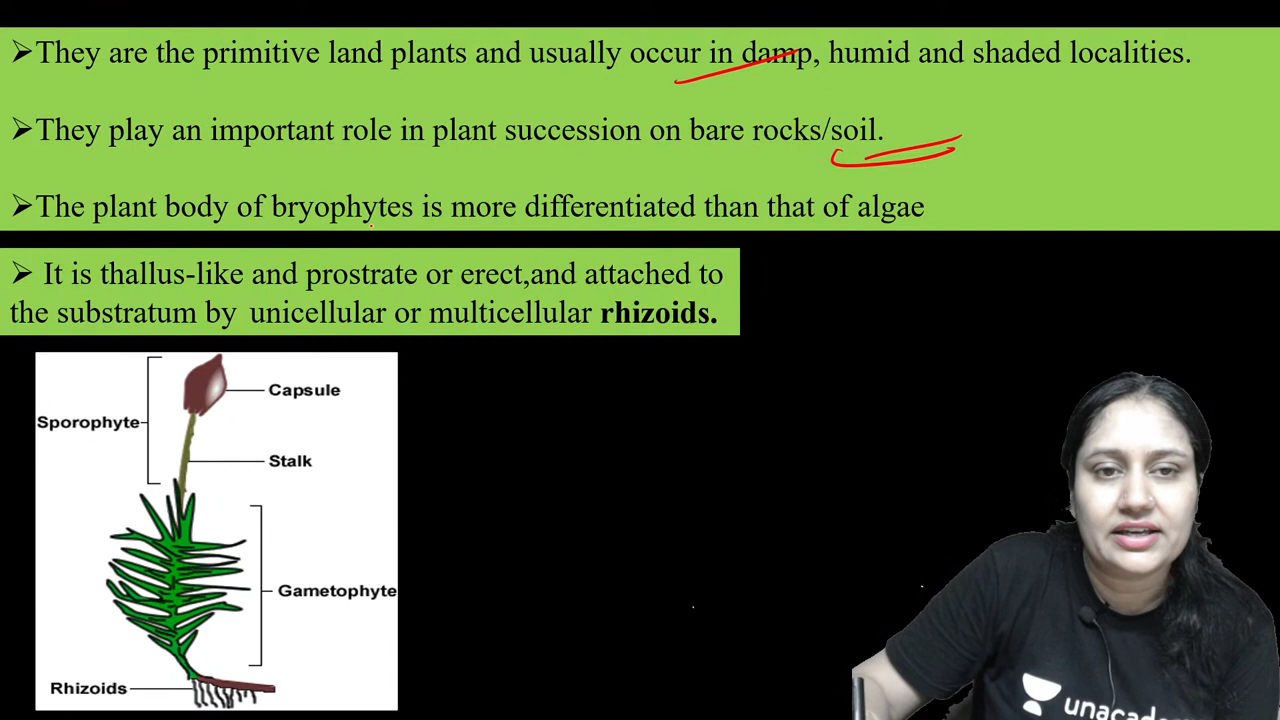 ➢They are the primitive land plants and usually occur in damp, humid and shaded localities.
➢They play an important role in plant succession on bare rocks/soil.
➢The plant body of bryophytes is more differentiated than that of algae
➢ It is thallus-like and prostrate or erect,and attached to
the substratum by unicellular or multicellular rhizoids.
Capsule
Sporophyte
Stalk
Gametophyte
Rhizoids